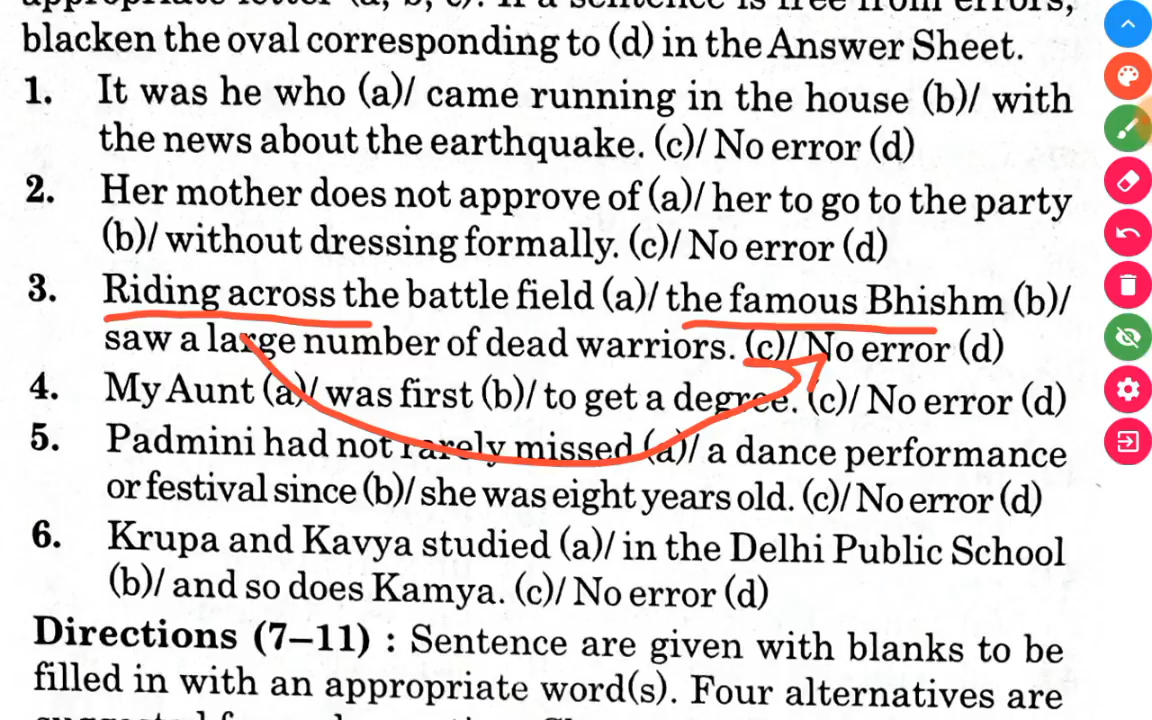 appropriate letter (a, b, c). If a sentence is free from errors,
blacken the oval corresponding to (d) in the Answer Sheet.
1. It was he who (a)/ came running in the house (b)/ with
the news about the earthquake. (c)/ No error (d)
2. Her mother does not approve of (a)/ her to go to the party
(b)/ without dressing formally. (c)/ No error (d)
3. Riding across the battle field (a)/ the famous Bhishm (b)/
saw a large number of dead warriors. (c)/ No error (d)
4. My Aunt (a)/ was first (b)/ to get a degree. (c)/ No error (d)
5. Padmini had not rarely missed (a)/ a dance performance
or festival since (b)/ she was eight years old. (c)/ No error (d)
6. Krupa and Kavya studied (a)/ in the Delhi Public School
(b)/ and so does Kamya. (c)/ No error (d)
Directions (7–11) : Sentence are given with blanks to be
filled in with an appropriate word(s). Four alternatives are